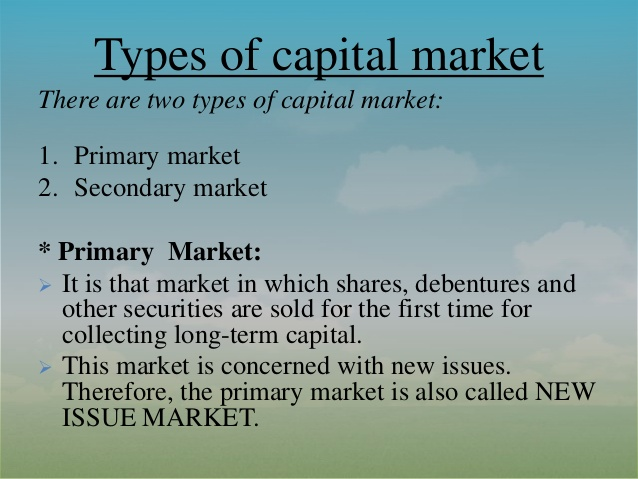 Types of capital market
There are two types of capital market:
1. Primary market
2. Secondary market
* Primary Market:
➢ It is that market in which shares, debentures and
other securities are sold for the first time for
collecting long-term capital.
➢ This market is concerned with new issues.
Therefore, the primary market is also called NEW
ISSUE MARKET.